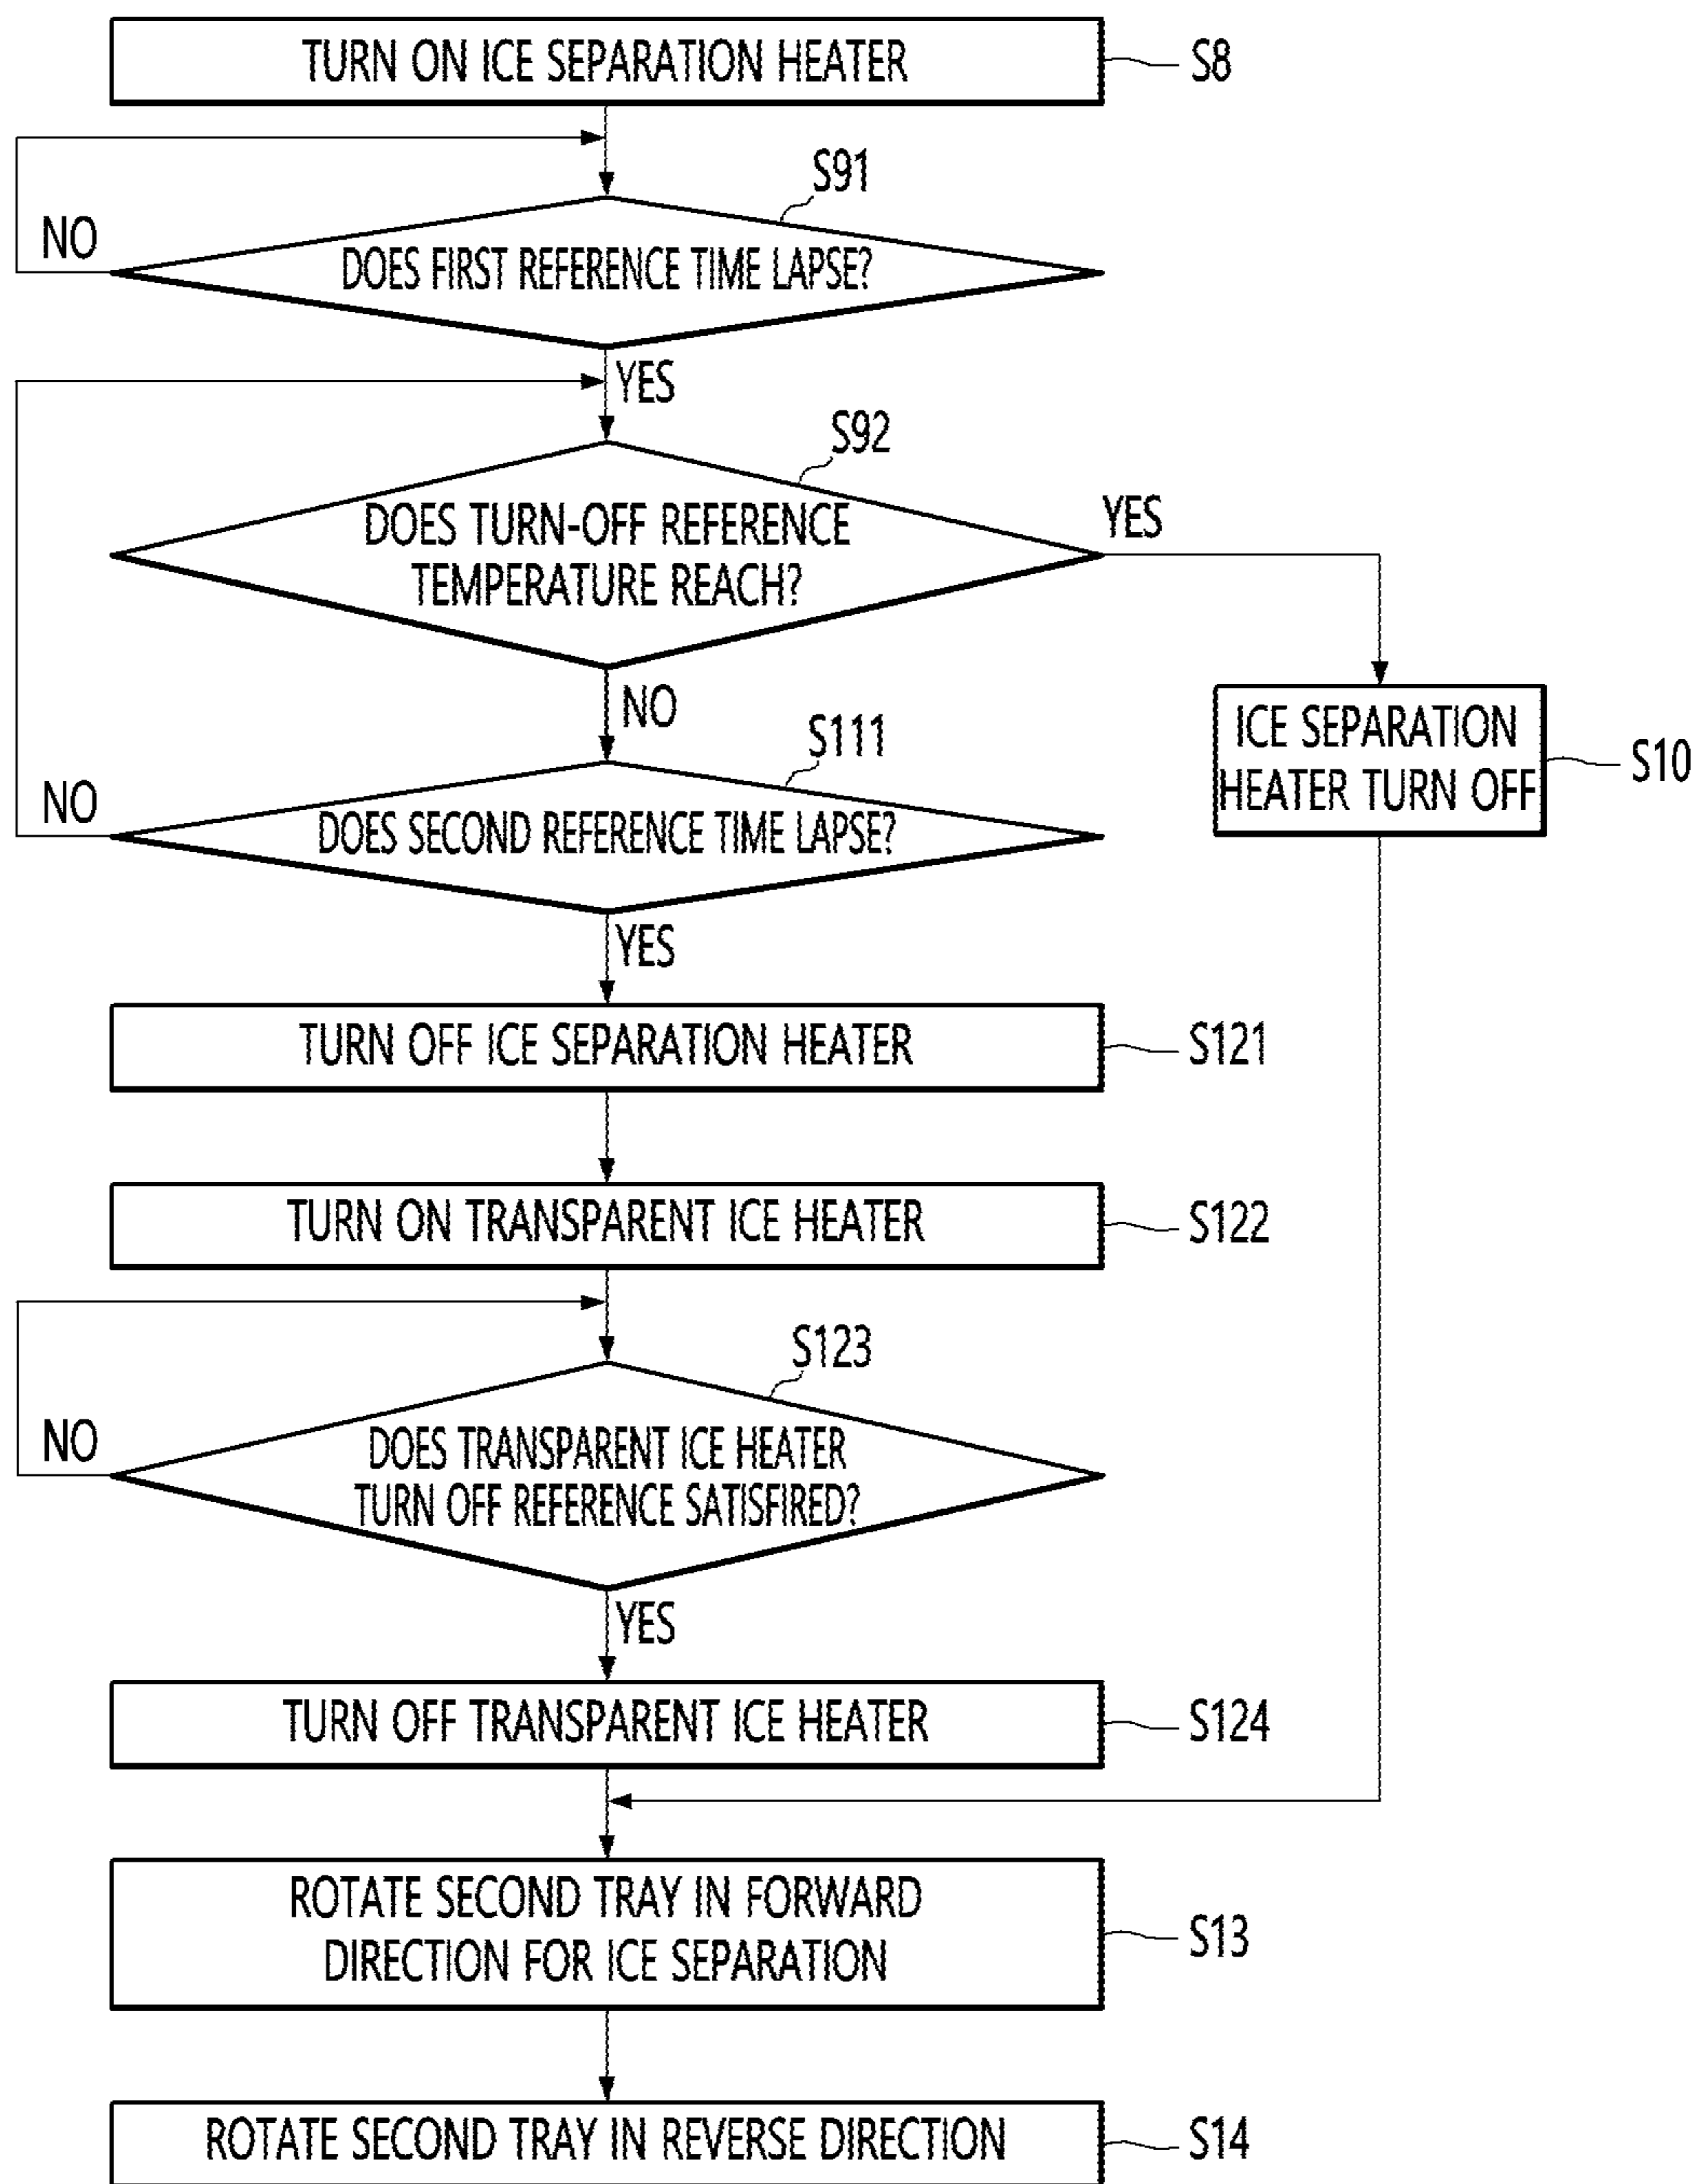 TURN ON ICE SEPARATION HEATER
S8
S91
NO
DOES FIRST REFERENCE TIME LAPSE?
YES
S92
DOES TURN-OFF REFERENCE
TEMPERATURE REACH?
YES
NO
ICE SEPARATION
HEATER TURN OFF
S10
S111
NO
DOES SECOND REFERENCE TIME LAPSE?
YES
TURN OFF ICE SEPARATION HEATER
S121
TURN ON TRANSPARENT ICE HEATER
S122
S123
NO
DOES TRANSPARENT ICE HEATER
TURN OFF REFERENCE SATISFIRED?
YES
TURN OFF TRANSPARENT ICE HEATER
S124
ROTATE SECOND TRAY IN FORWARD
DIRECTION FOR ICE SEPARATION
S13
ROTATE SECOND TRAY IN REVERSE DIRECTION
S14